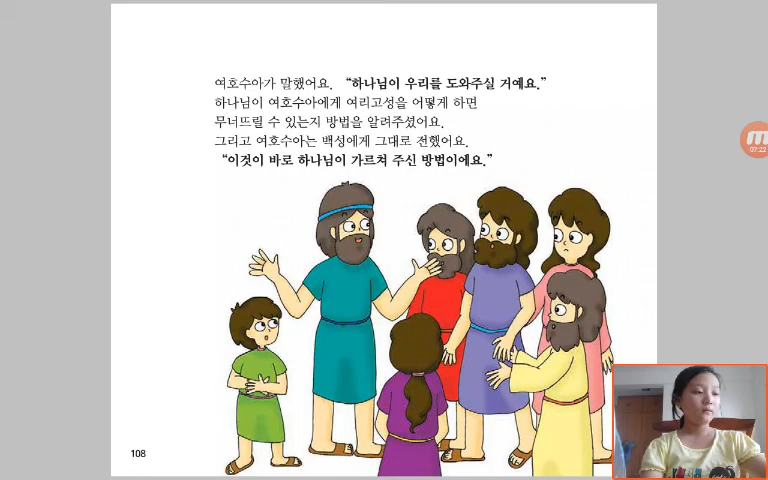 여호수아가 말했어요. “하나님이 우리를 도와주실 거예요.”
하나님이 여호수아에게 여리고성을 어떻게 하면
무너뜨릴 수 있는지 방법을 알려주셨어요.
그리고 여호수아는 백성에게 그대로 전했어요.
“이것이 바로 하나님이 가르쳐 주신 방법이에요.”
108
07:22